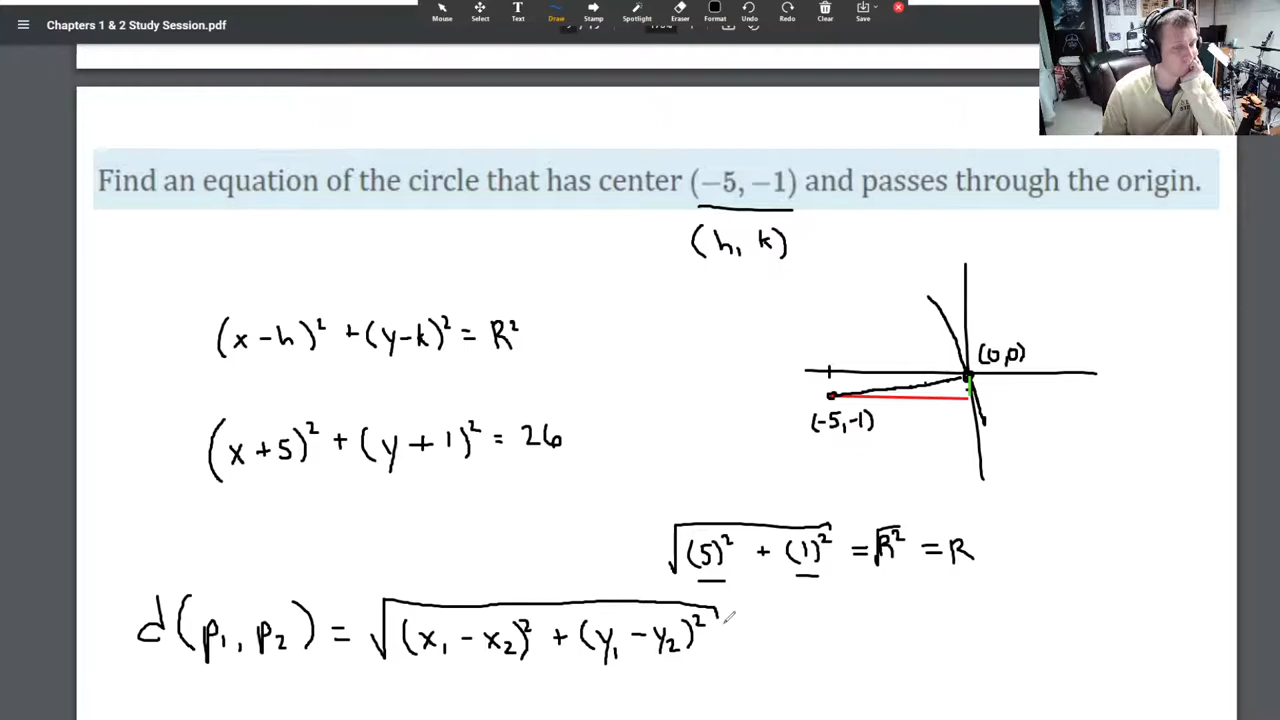 Chapters 1 & 2 Study Session.pdf
Mouse Select Text Draw Stamp Spotlight Eraser Format Undo Redo Clear Save
Find an equation of the circle that has center (−5, −1) and passes through the origin.
(h, k)
(x − h)² + (y − k)² = R²
(0,0)
(-5,-1)
(x + 5)² + (y + 1)² = 26
√((5)² + (1)²) = √R² = R
d(p₁, p₂) = √((x₁ − x₂)² + (y₁ − y₂)²)